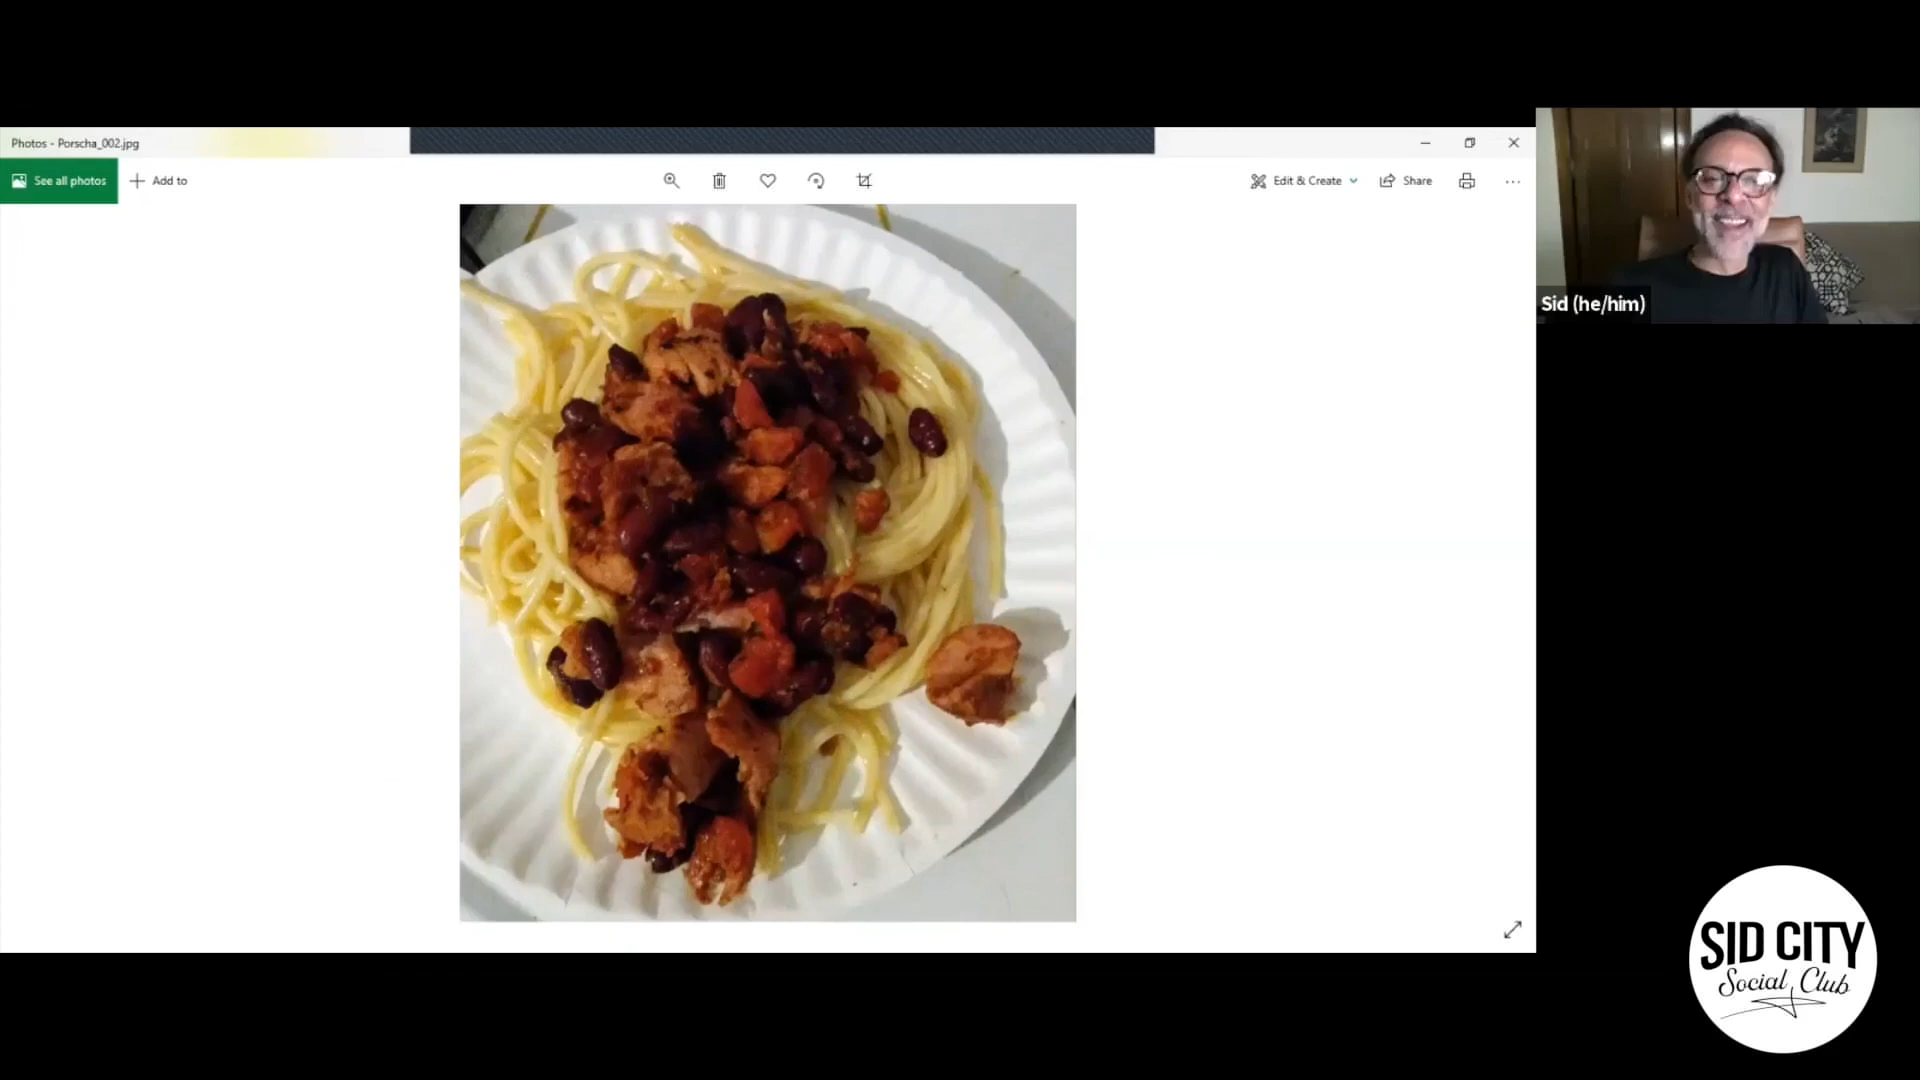 Photos - Porscha_002.jpg
See all photos
Add to
Edit & Create
Share
Sid (he/him)
SID CITY
Social Club